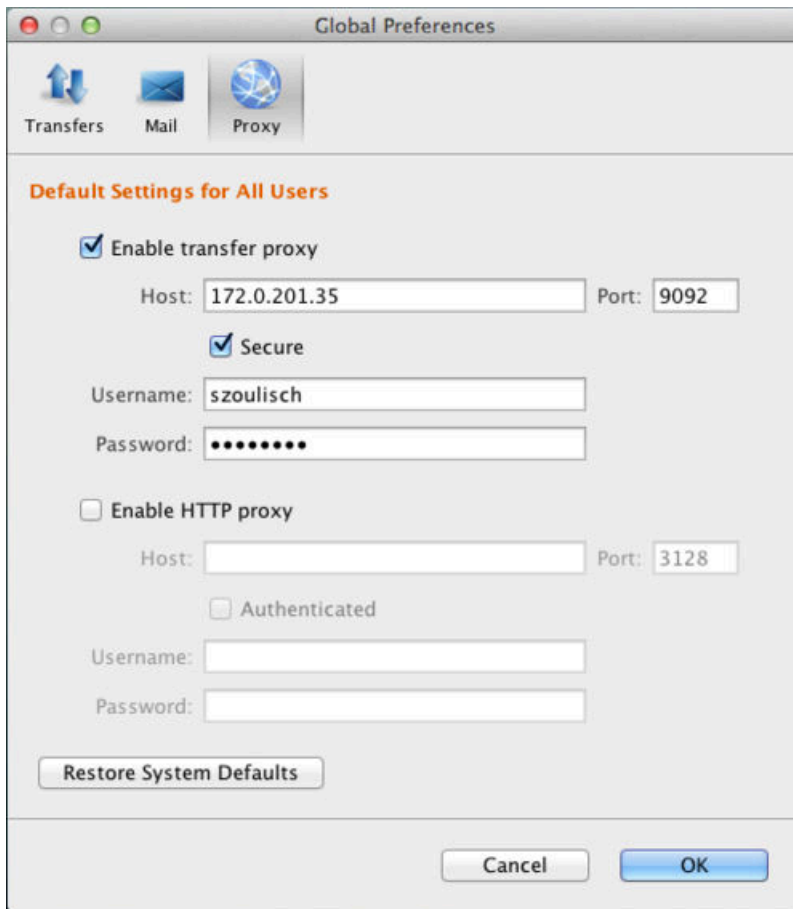 Global Preferences
Transfers Mail Proxy
Default Settings for All Users
Enable transfer proxy
Host: 172.0.201.35 Port: 9092
Secure
Username: szoulisch
Password: ••••••••
Enable HTTP proxy
Host: Port: 3128
Authenticated
Username:
Password:
Restore System Defaults
Cancel OK